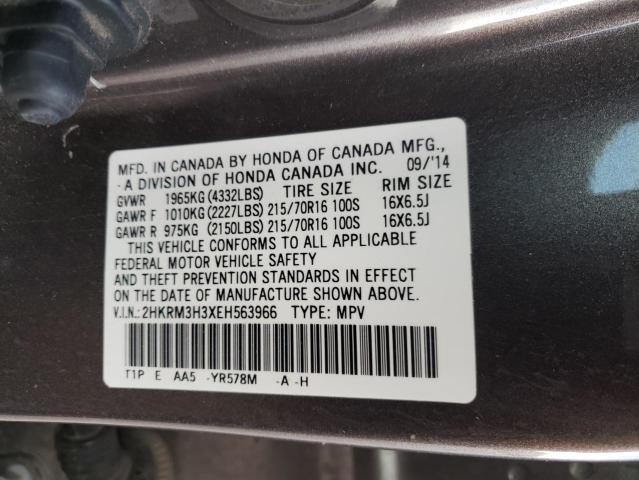 MFD. IN CANADA BY HONDA OF CANADA MFG.,
-A DIVISION OF HONDA CANADA INC. 09/'14
GVWR 1965KG (4332LBS) TIRE SIZE RIM SIZE
GAWR F 1010KG (2227LBS) 215/70R16 100S 16X6.5J
GAWR R 975KG (2150LBS) 215/70R16 100S 16X6.5J
THIS VEHICLE CONFORMS TO ALL APPLICABLE
FEDERAL MOTOR VEHICLE SAFETY
AND THEFT PREVENTION STANDARDS IN EFFECT
ON THE DATE OF MANUFACTURE SHOWN ABOVE.
V.I.N.: 2HKRM3H3XEH563966 TYPE: MPV
T1P E AA5 -YR578M -A -H